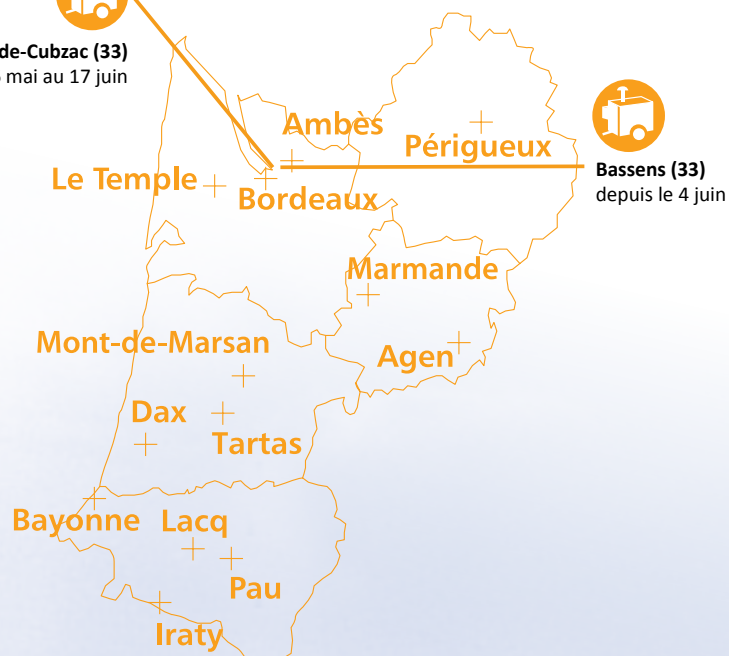 de-Cubzac (33)
mai au 17 juin
Ambès
Périgueux
Bassens (33)
depuis le 4 juin
Le Temple
Bordeaux
Marmande
Mont-de-Marsan
Agen
Dax
Tartas
Bayonne
Lacq
Pau
Iraty